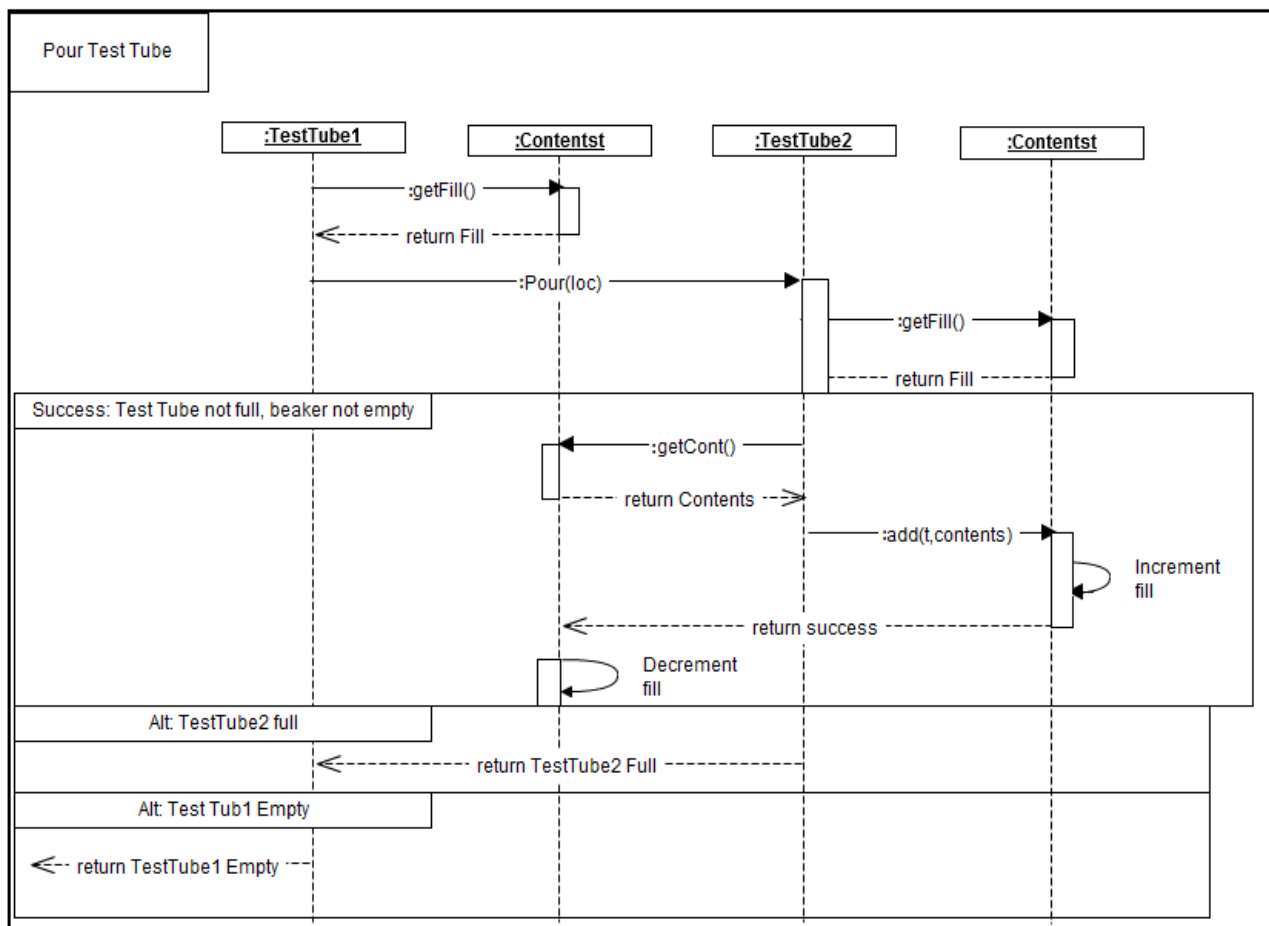 Pour Test Tube
:TestTube1
:Contentst
:TestTube2
:Contentst
:getFill()
return Fill
:Pour(loc)
:getFill()
return Fill
Success: Test Tube not full, beaker not empty
:getCont()
return Contents
:add(t,contents)
Increment
fill
return success
Decrement
fill
Alt: TestTube2 full
return TestTube2 Full
Alt: Test Tub1 Empty
return TestTube1 Empty